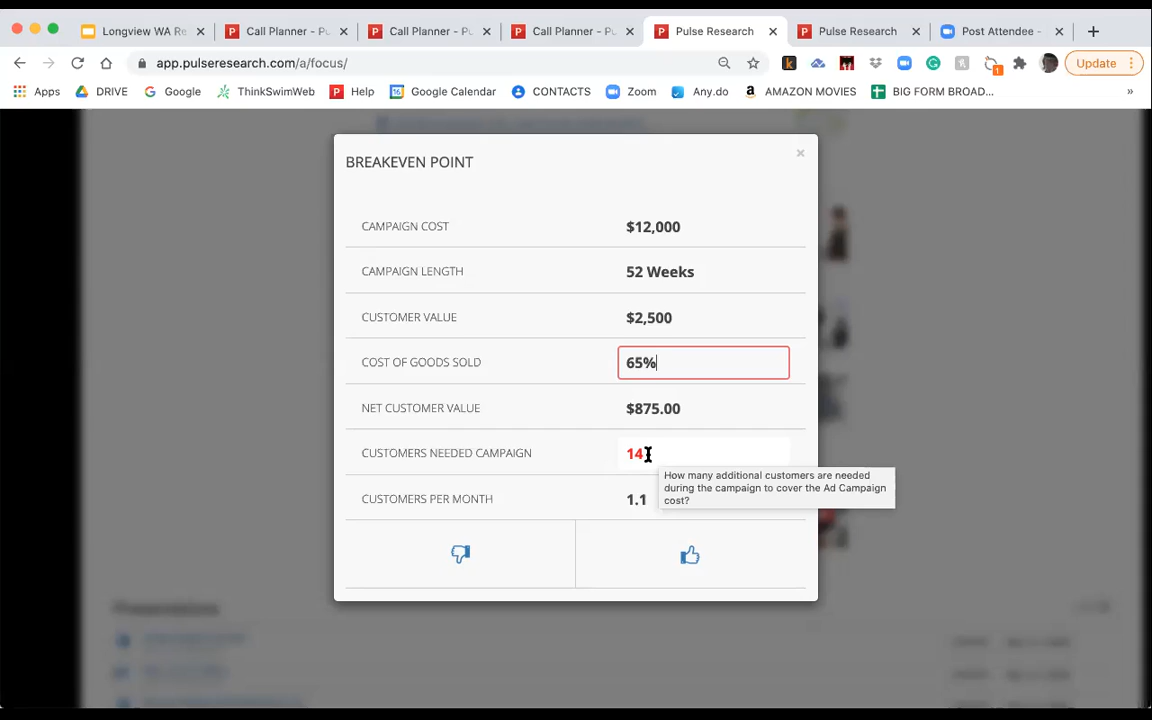 Longview WA Re
Call Planner - Pu
Call Planner - Pu
Call Planner - Pu
Pulse Research
Pulse Research
Post Attendee -
app.pulseresearch.com/a/focus/
Update
Apps
DRIVE
Google
ThinkSwimWeb
Help
Google Calendar
CONTACTS
Zoom
Any.do
AMAZON MOVIES
BIG FORM BROAD...
BREAKEVEN POINT
CAMPAIGN COST $12,000
CAMPAIGN LENGTH 52 Weeks
CUSTOMER VALUE $2,500
COST OF GOODS SOLD 65%
NET CUSTOMER VALUE $875.00
CUSTOMERS NEEDED CAMPAIGN 14
How many additional customers are needed
during the campaign to cover the Ad Campaign
cost?
CUSTOMERS PER MONTH 1.1
Presentations